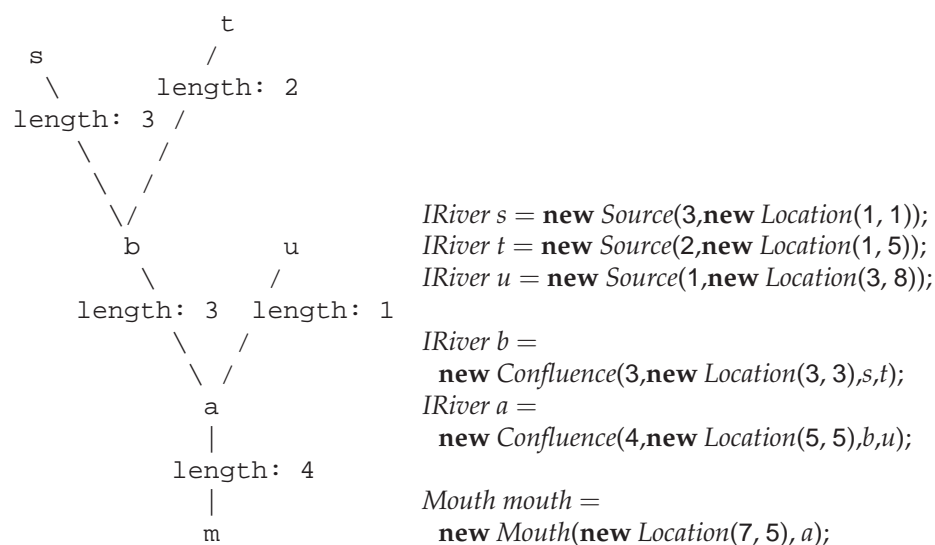 t
s /
\ length: 2
length: 3 /
\ /
\ /
\/
b u
\ /
length: 3 length: 1
\ /
\ /
a
|
length: 4
|
m
IRiver s = new Source(3,new Location(1, 1));
IRiver t = new Source(2,new Location(1, 5));
IRiver u = new Source(1,new Location(3, 8));
IRiver b =
new Confluence(3,new Location(3, 3),s,t);
IRiver a =
new Confluence(4,new Location(5, 5),b,u);
Mouth mouth =
new Mouth(new Location(7, 5), a);